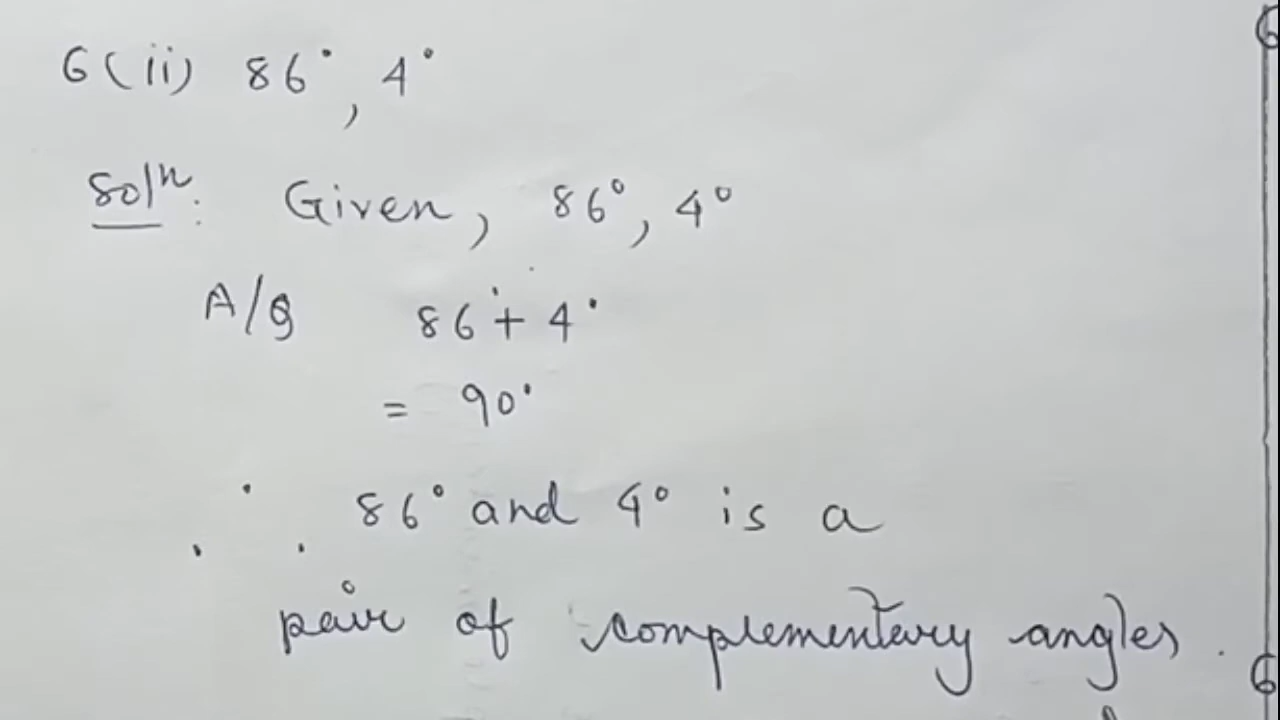 6(ii) 86°, 4°
Solⁿ: Given, 86°, 4°
A/Q 86° + 4°
= 90°
∴ 86° and 4° is a
pair of complementary angles.